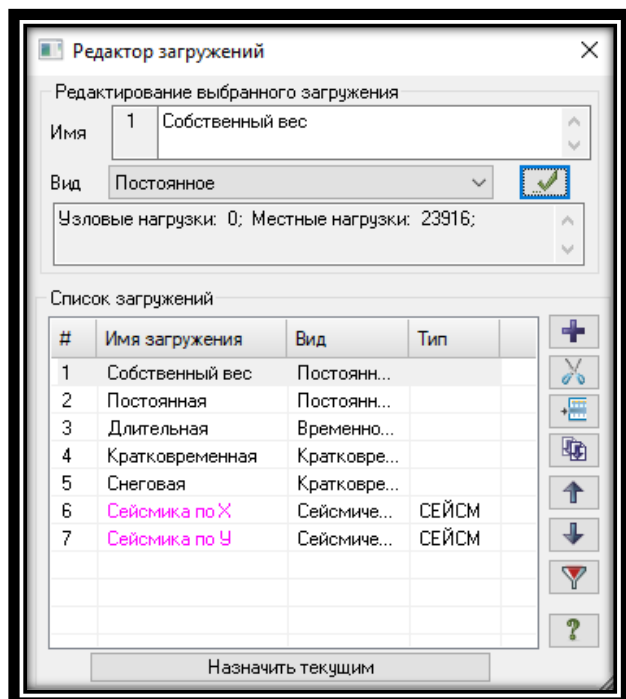 Редактор загружений
Редактирование выбранного загружения
Имя 1 Собственный вес
Вид Постоянное
Узловые нагрузки: 0; Местные нагрузки: 23916;
Список загружений
# Имя загружения Вид Тип
1 Собственный вес Постоянн...
2 Постоянная Постоянн...
3 Длительная Временно...
4 Кратковременная Кратковре...
5 Снеговая Кратковре...
6 Сейсмика по X Сейсмиче... СЕЙСМ
7 Сейсмика по У Сейсмиче... СЕЙСМ
?
Назначить текущим